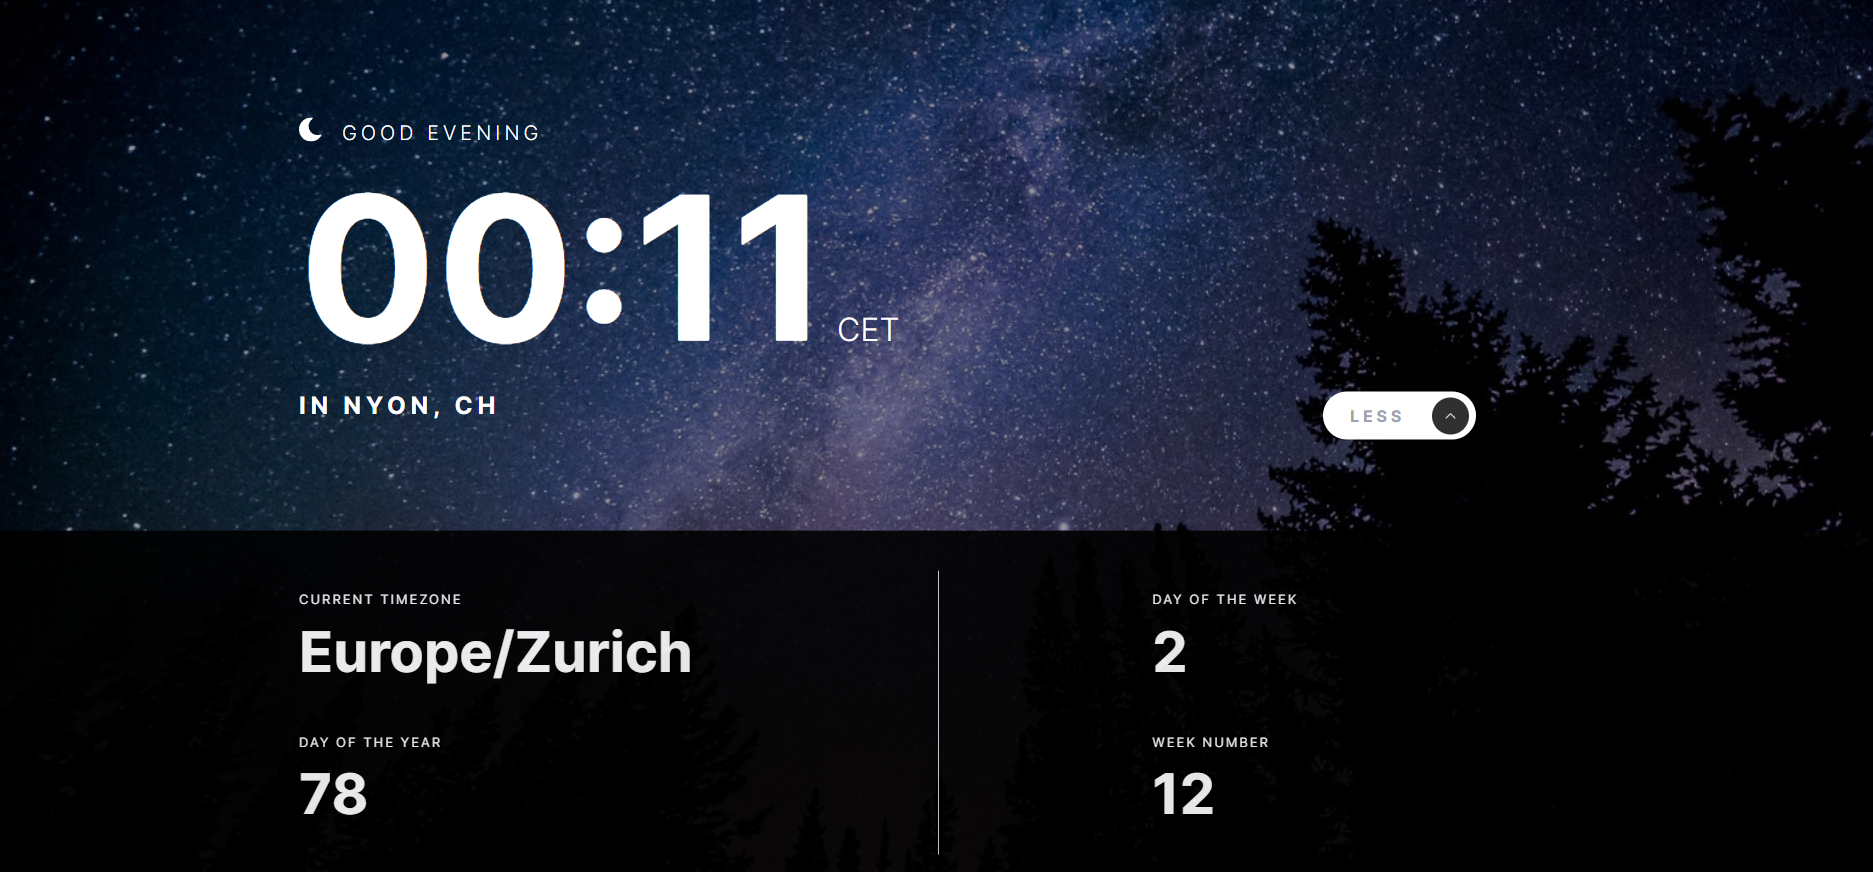 GOOD EVENING
00:11 CET
IN NYON, CH
LESS
CURRENT TIMEZONE
Europe/Zurich
DAY OF THE YEAR
78
DAY OF THE WEEK
2
WEEK NUMBER
12